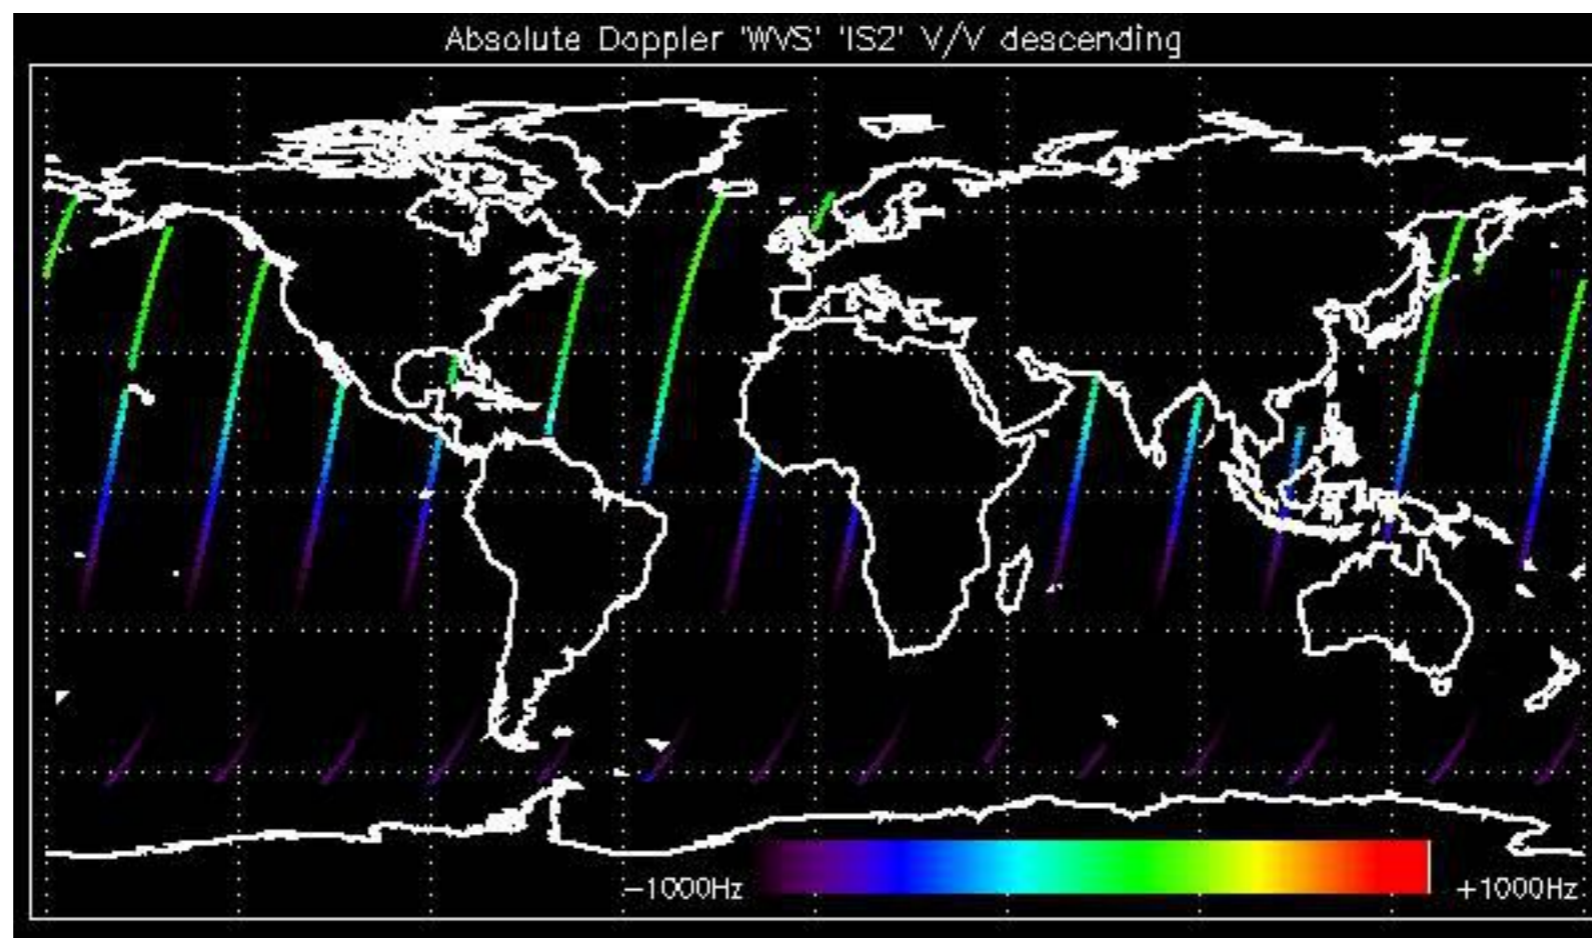 Absolute Doppler 'WVS' 'IS2' V/V descending
−1000Hz +1000Hz